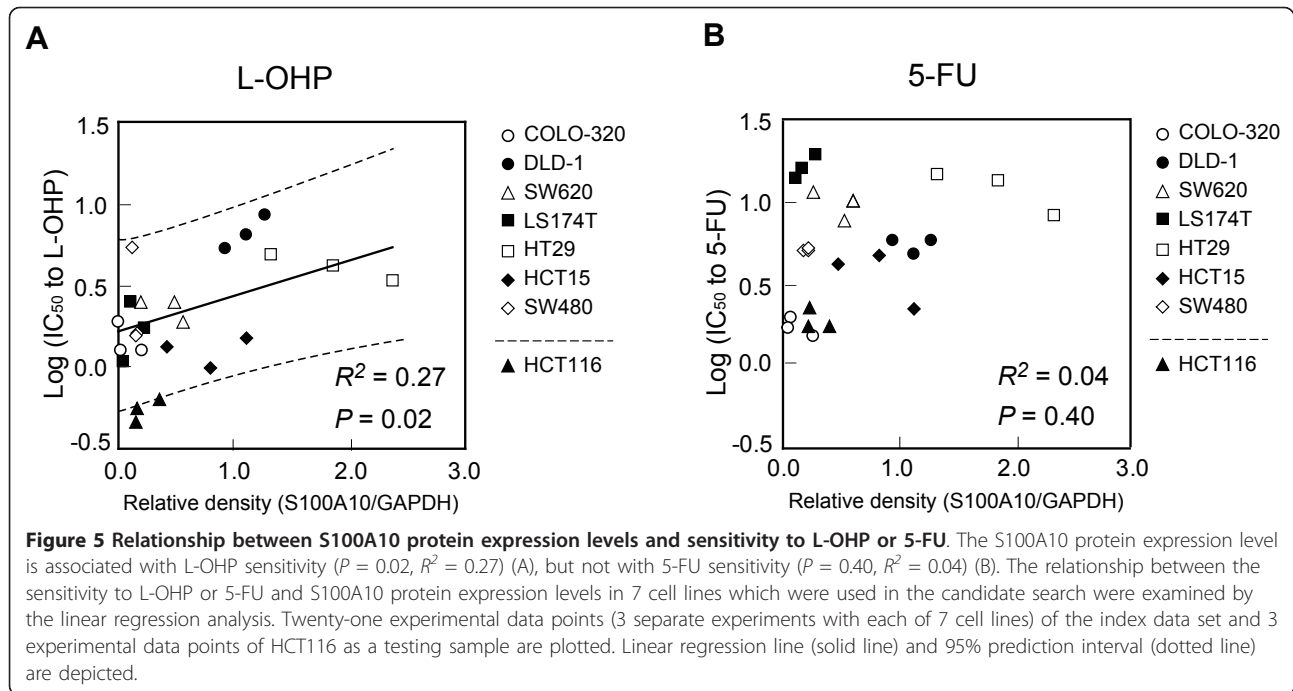 A
L-OHP
1.5
1.0
0.5
0.0
-0.5
Log (IC50 to L-OHP)
R2 = 0.27
P = 0.02
0.0 1.0 2.0 3.0
Relative density (S100A10/GAPDH)
COLO-320
DLD-1
SW620
LS174T
HT29
HCT15
SW480
HCT116
B
5-FU
1.5
1.0
0.5
0.0
-0.5
Log (IC50 to 5-FU)
R2 = 0.04
P = 0.40
0.0 1.0 2.0 3.0
Relative density (S100A10/GAPDH)
COLO-320
DLD-1
SW620
LS174T
HT29
HCT15
SW480
HCT116
Figure 5 Relationship between S100A10 protein expression levels and sensitivity to L-OHP or 5-FU. The S100A10 protein expression level
is associated with L-OHP sensitivity (P = 0.02, R2 = 0.27) (A), but not with 5-FU sensitivity (P = 0.40, R2 = 0.04) (B). The relationship between the
sensitivity to L-OHP or 5-FU and S100A10 protein expression levels in 7 cell lines which were used in the candidate search were examined by
the linear regression analysis. Twenty-one experimental data points (3 separate experiments with each of 7 cell lines) of the index data set and 3
experimental data points of HCT116 as a testing sample are plotted. Linear regression line (solid line) and 95% prediction interval (dotted line)
are depicted.